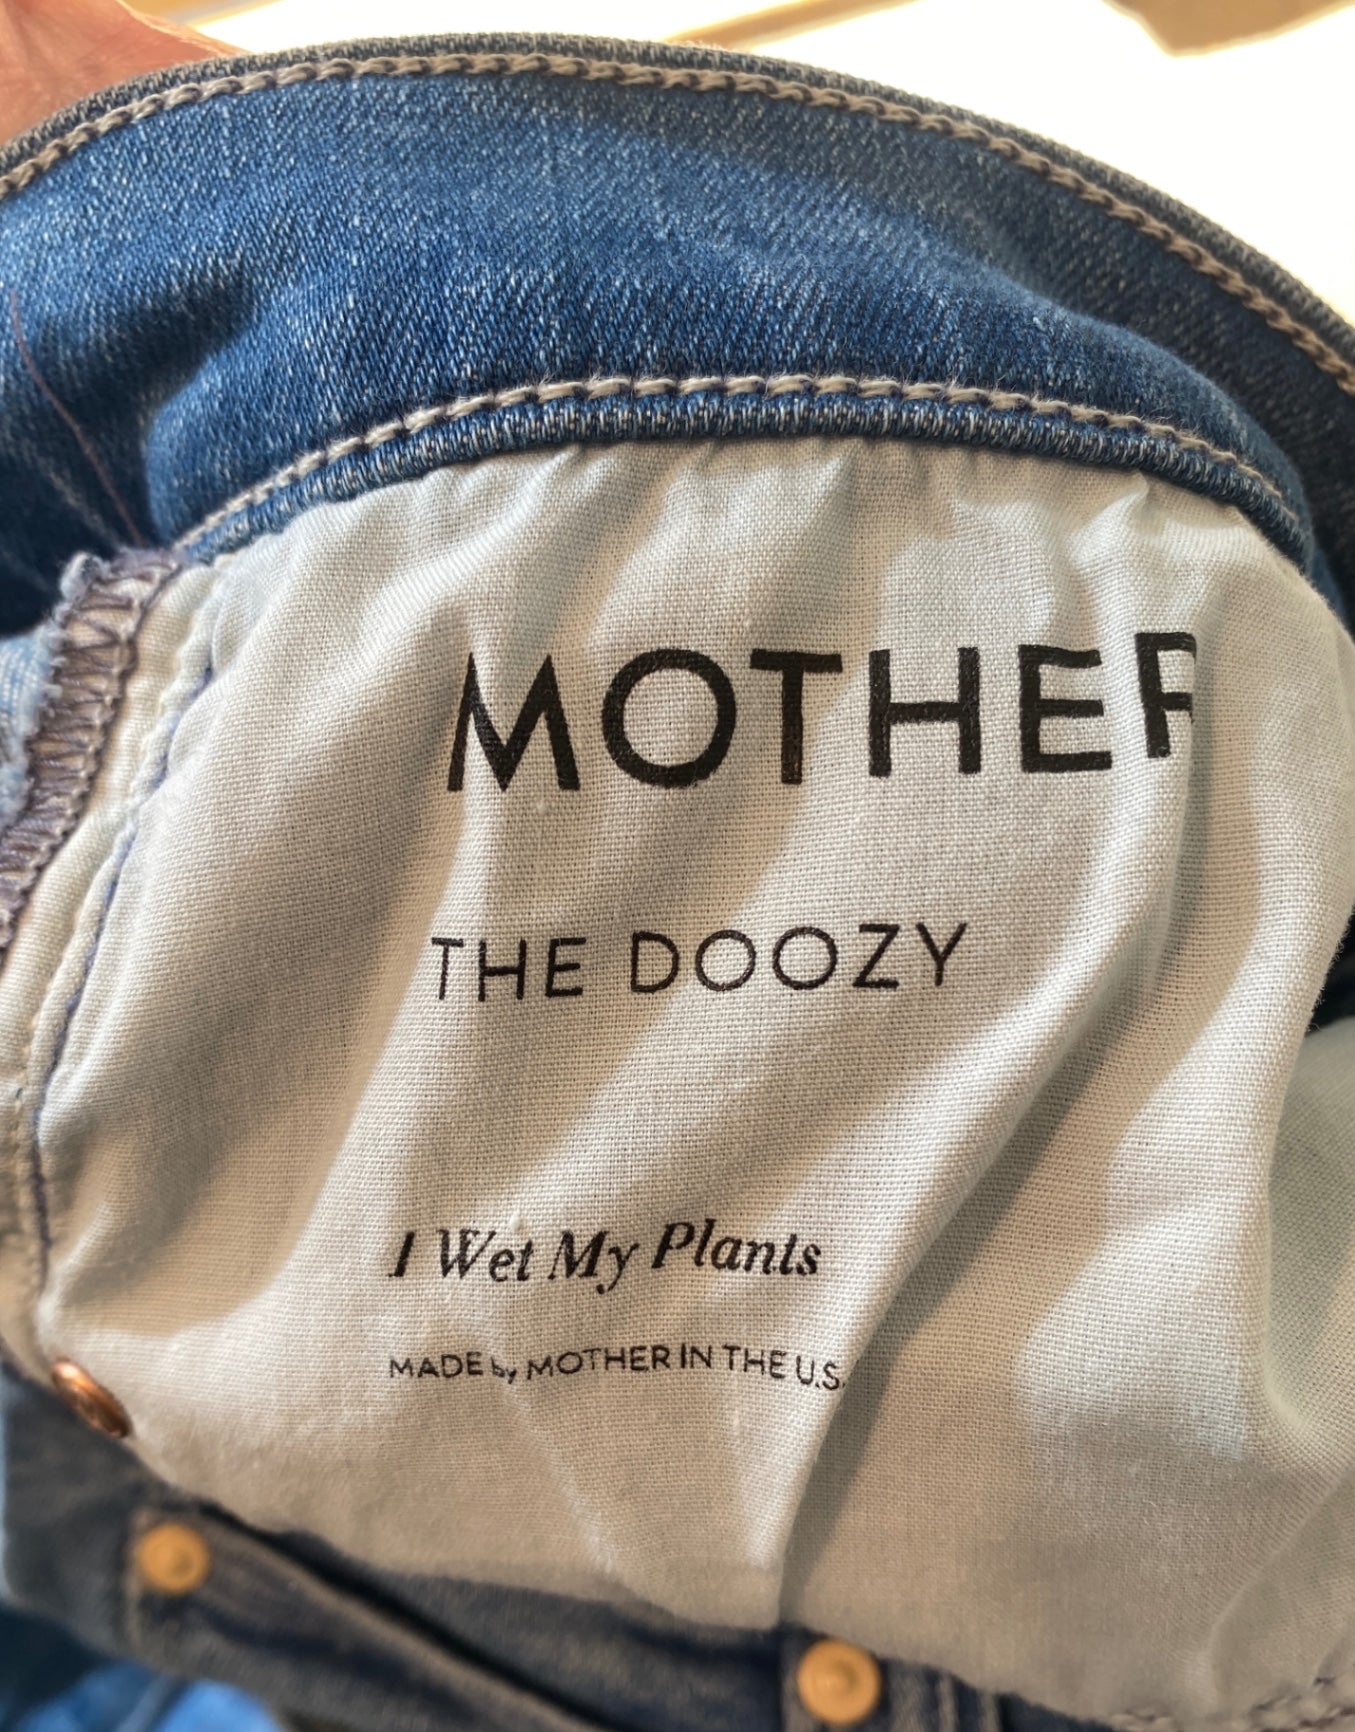 MOTHER
THE DOOZY
I Wet My Plants
MADE by MOTHER IN THE U.S.